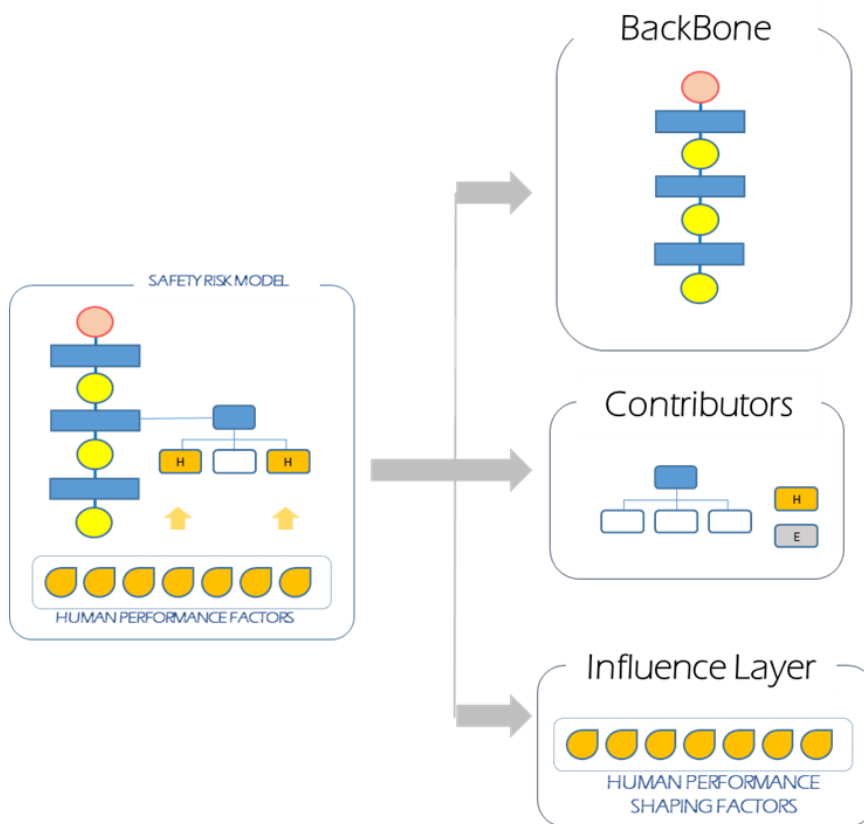 SAFETY RISK MODEL
H
H
HUMAN PERFORMANCE FACTORS
BackBone
Contributors
H
E
Influence Layer
HUMAN PERFORMANCE
SHAPING FACTORS